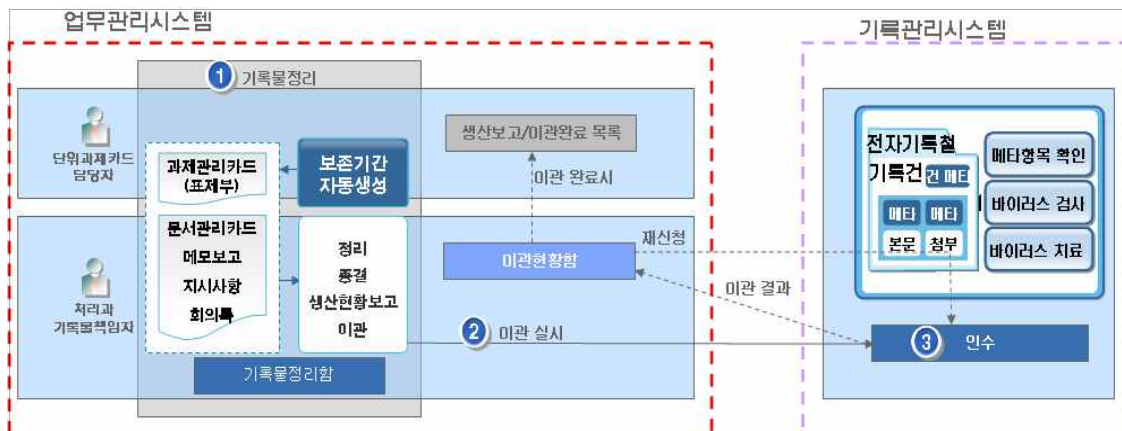 업무관리시스템
기록관리시스템
1 기록물정리
단위과제카드
담당자
과제관리카드
(표제부)
보존기간
자동생성
생산보고/이관완료 목록
이관 완료시
전자기록철
기록건
건 메타
메타 메타
본문 첨부
메타항목 확인
바이러스 검사
바이러스 치료
처리과
기록물책임자
문서관리카드
메모보고
지시사항
회의록
정리
종결
생산현황보고
이관
이관현황함
재신청
이관 결과
2 이관 실시
3 인수
기록물정리함